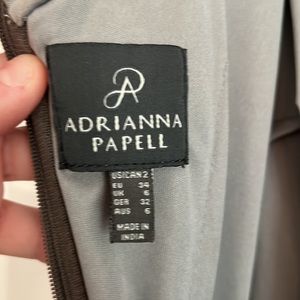 ADRIANNA
PAPELL
US/CAN 2
EU 34
UK 6
GER 32
AUS 6
MADE IN
INDIA